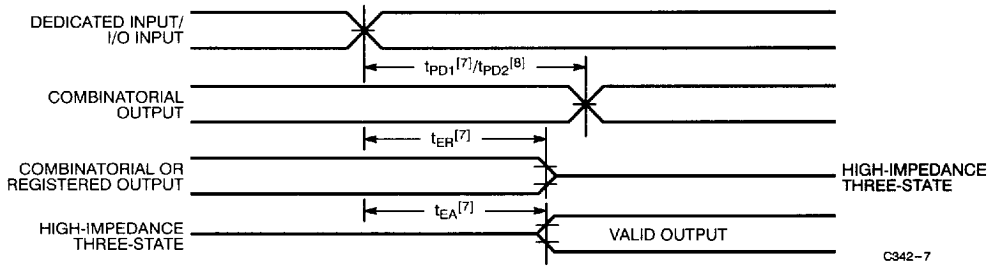 DEDICATED INPUT/
I/O INPUT
tPD1[7]/tPD2[8]
COMBINATORIAL
OUTPUT
tER[7]
COMBINATORIAL OR
REGISTERED OUTPUT
HIGH-IMPEDANCE
THREE-STATE
tEA[7]
HIGH-IMPEDANCE
THREE-STATE
VALID OUTPUT
C342-7